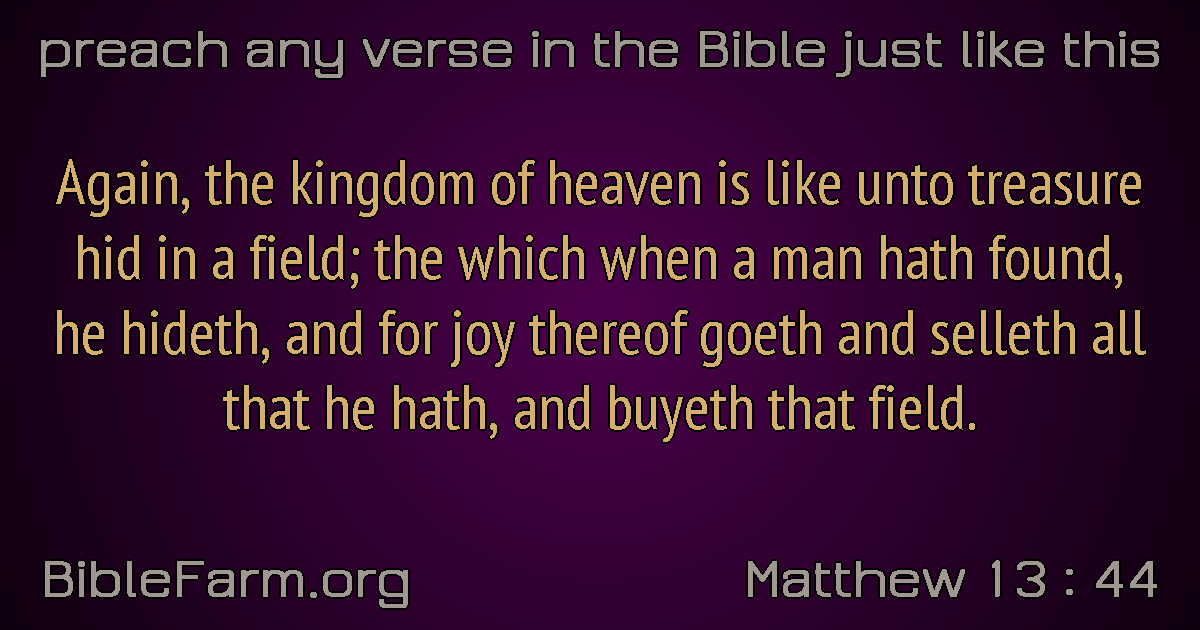 preach any verse in the Bible just like this
Again, the kingdom of heaven is like unto treasure
hid in a field; the which when a man hath found,
he hideth, and for joy thereof goeth and selleth all
that he hath, and buyeth that field.
BibleFarm.org
Matthew 13 : 44